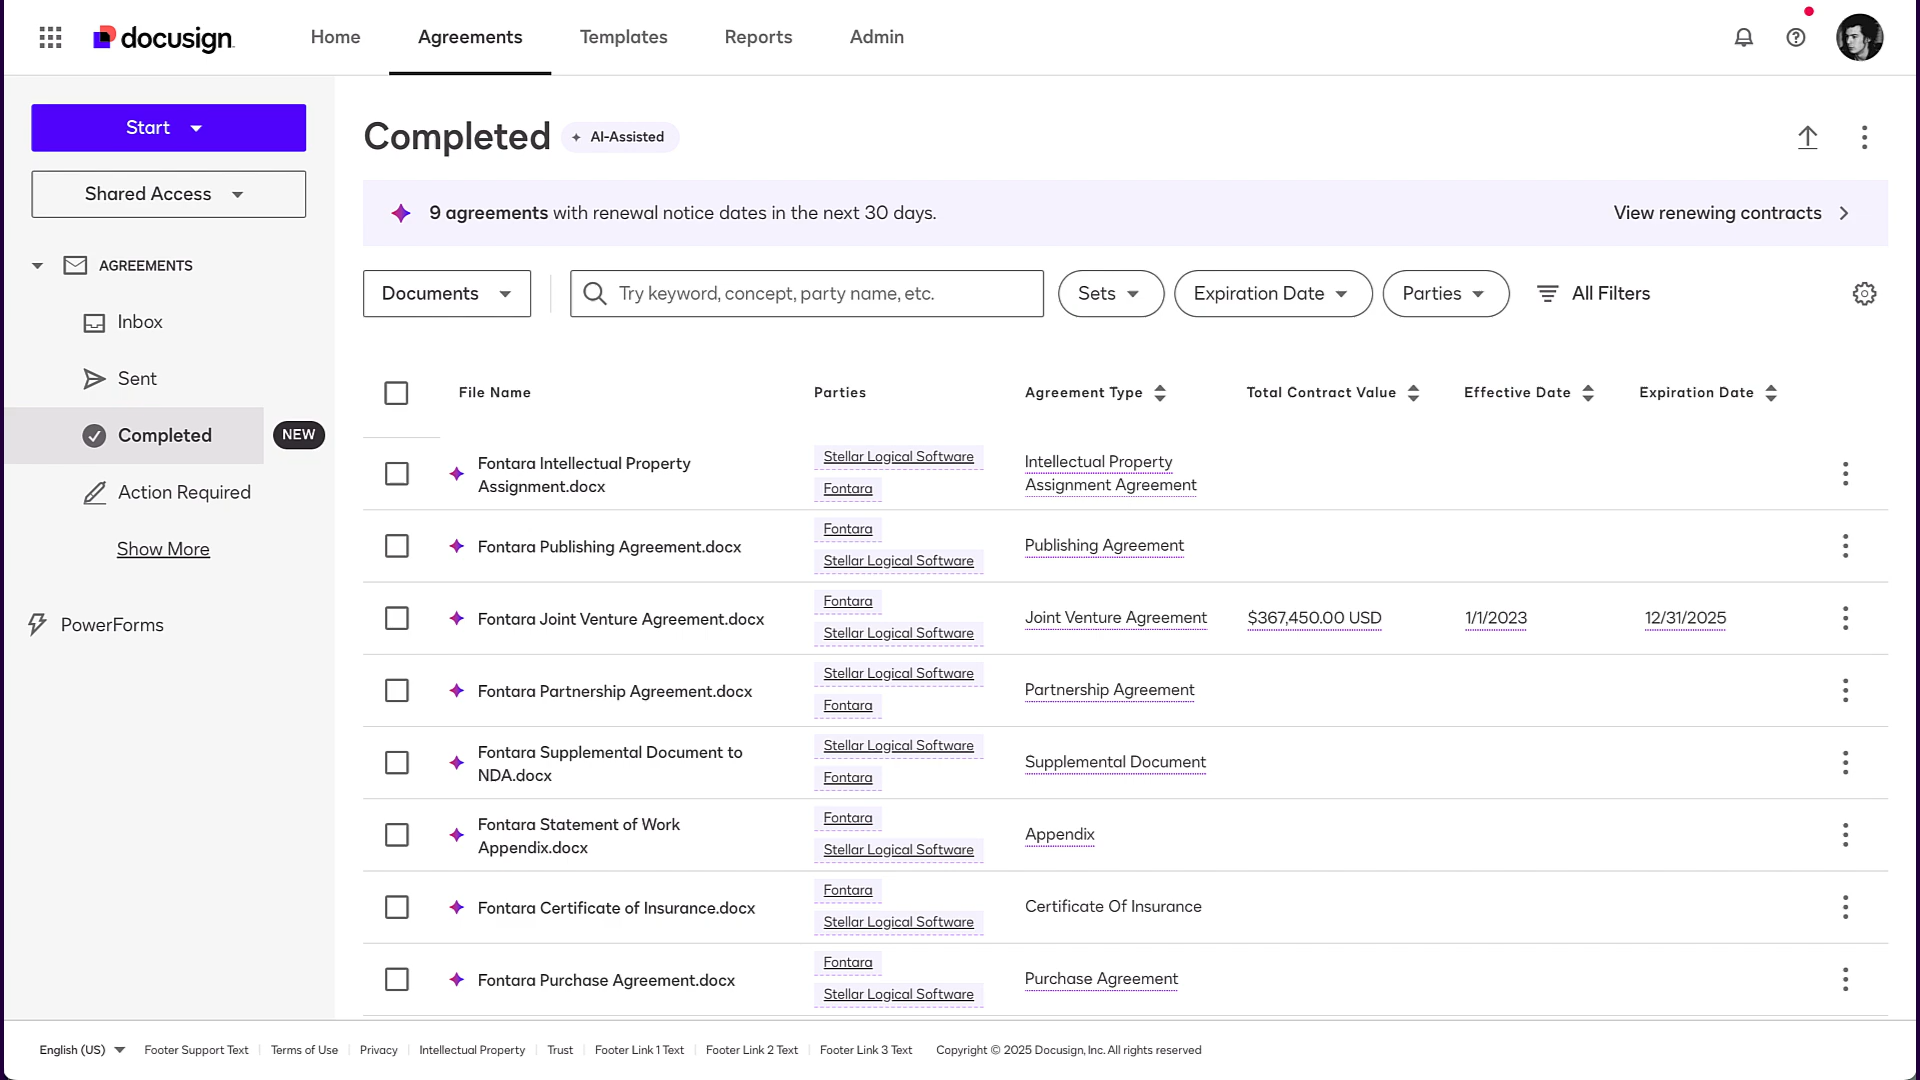 docusign
Home
Agreements
Templates
Reports
Admin
Start
Shared Access
AGREEMENTS
Inbox
Sent
Completed
NEW
Action Required
Show More
PowerForms
Completed
AI-Assisted
9 agreements with renewal notice dates in the next 30 days.
View renewing contracts
Documents
Try keyword, concept, party name, etc.
Sets
Expiration Date
Parties
All Filters
File Name
Parties
Agreement Type
Total Contract Value
Effective Date
Expiration Date
Fontara Intellectual Property
Assignment.docx
Stellar Logical Software
Fontara
Intellectual Property
Assignment Agreement
Fontara Publishing Agreement.docx
Fontara
Stellar Logical Software
Publishing Agreement
Fontara Joint Venture Agreement.docx
Fontara
Stellar Logical Software
Joint Venture Agreement
$367,450.00 USD
1/1/2023
12/31/2025
Fontara Partnership Agreement.docx
Stellar Logical Software
Fontara
Partnership Agreement
Fontara Supplemental Document to
NDA.docx
Stellar Logical Software
Fontara
Supplemental Document
Fontara Statement of Work
Appendix.docx
Fontara
Stellar Logical Software
Appendix
Fontara Certificate of Insurance.docx
Fontara
Stellar Logical Software
Certificate Of Insurance
Fontara Purchase Agreement.docx
Fontara
Stellar Logical Software
Purchase Agreement
English (US)
Footer Support Text
Terms of Use
Privacy
Intellectual Property
Trust
Footer Link 1 Text
Footer Link 2 Text
Footer Link 3 Text
Copyright © 2025 Docusign, Inc. All rights reserved